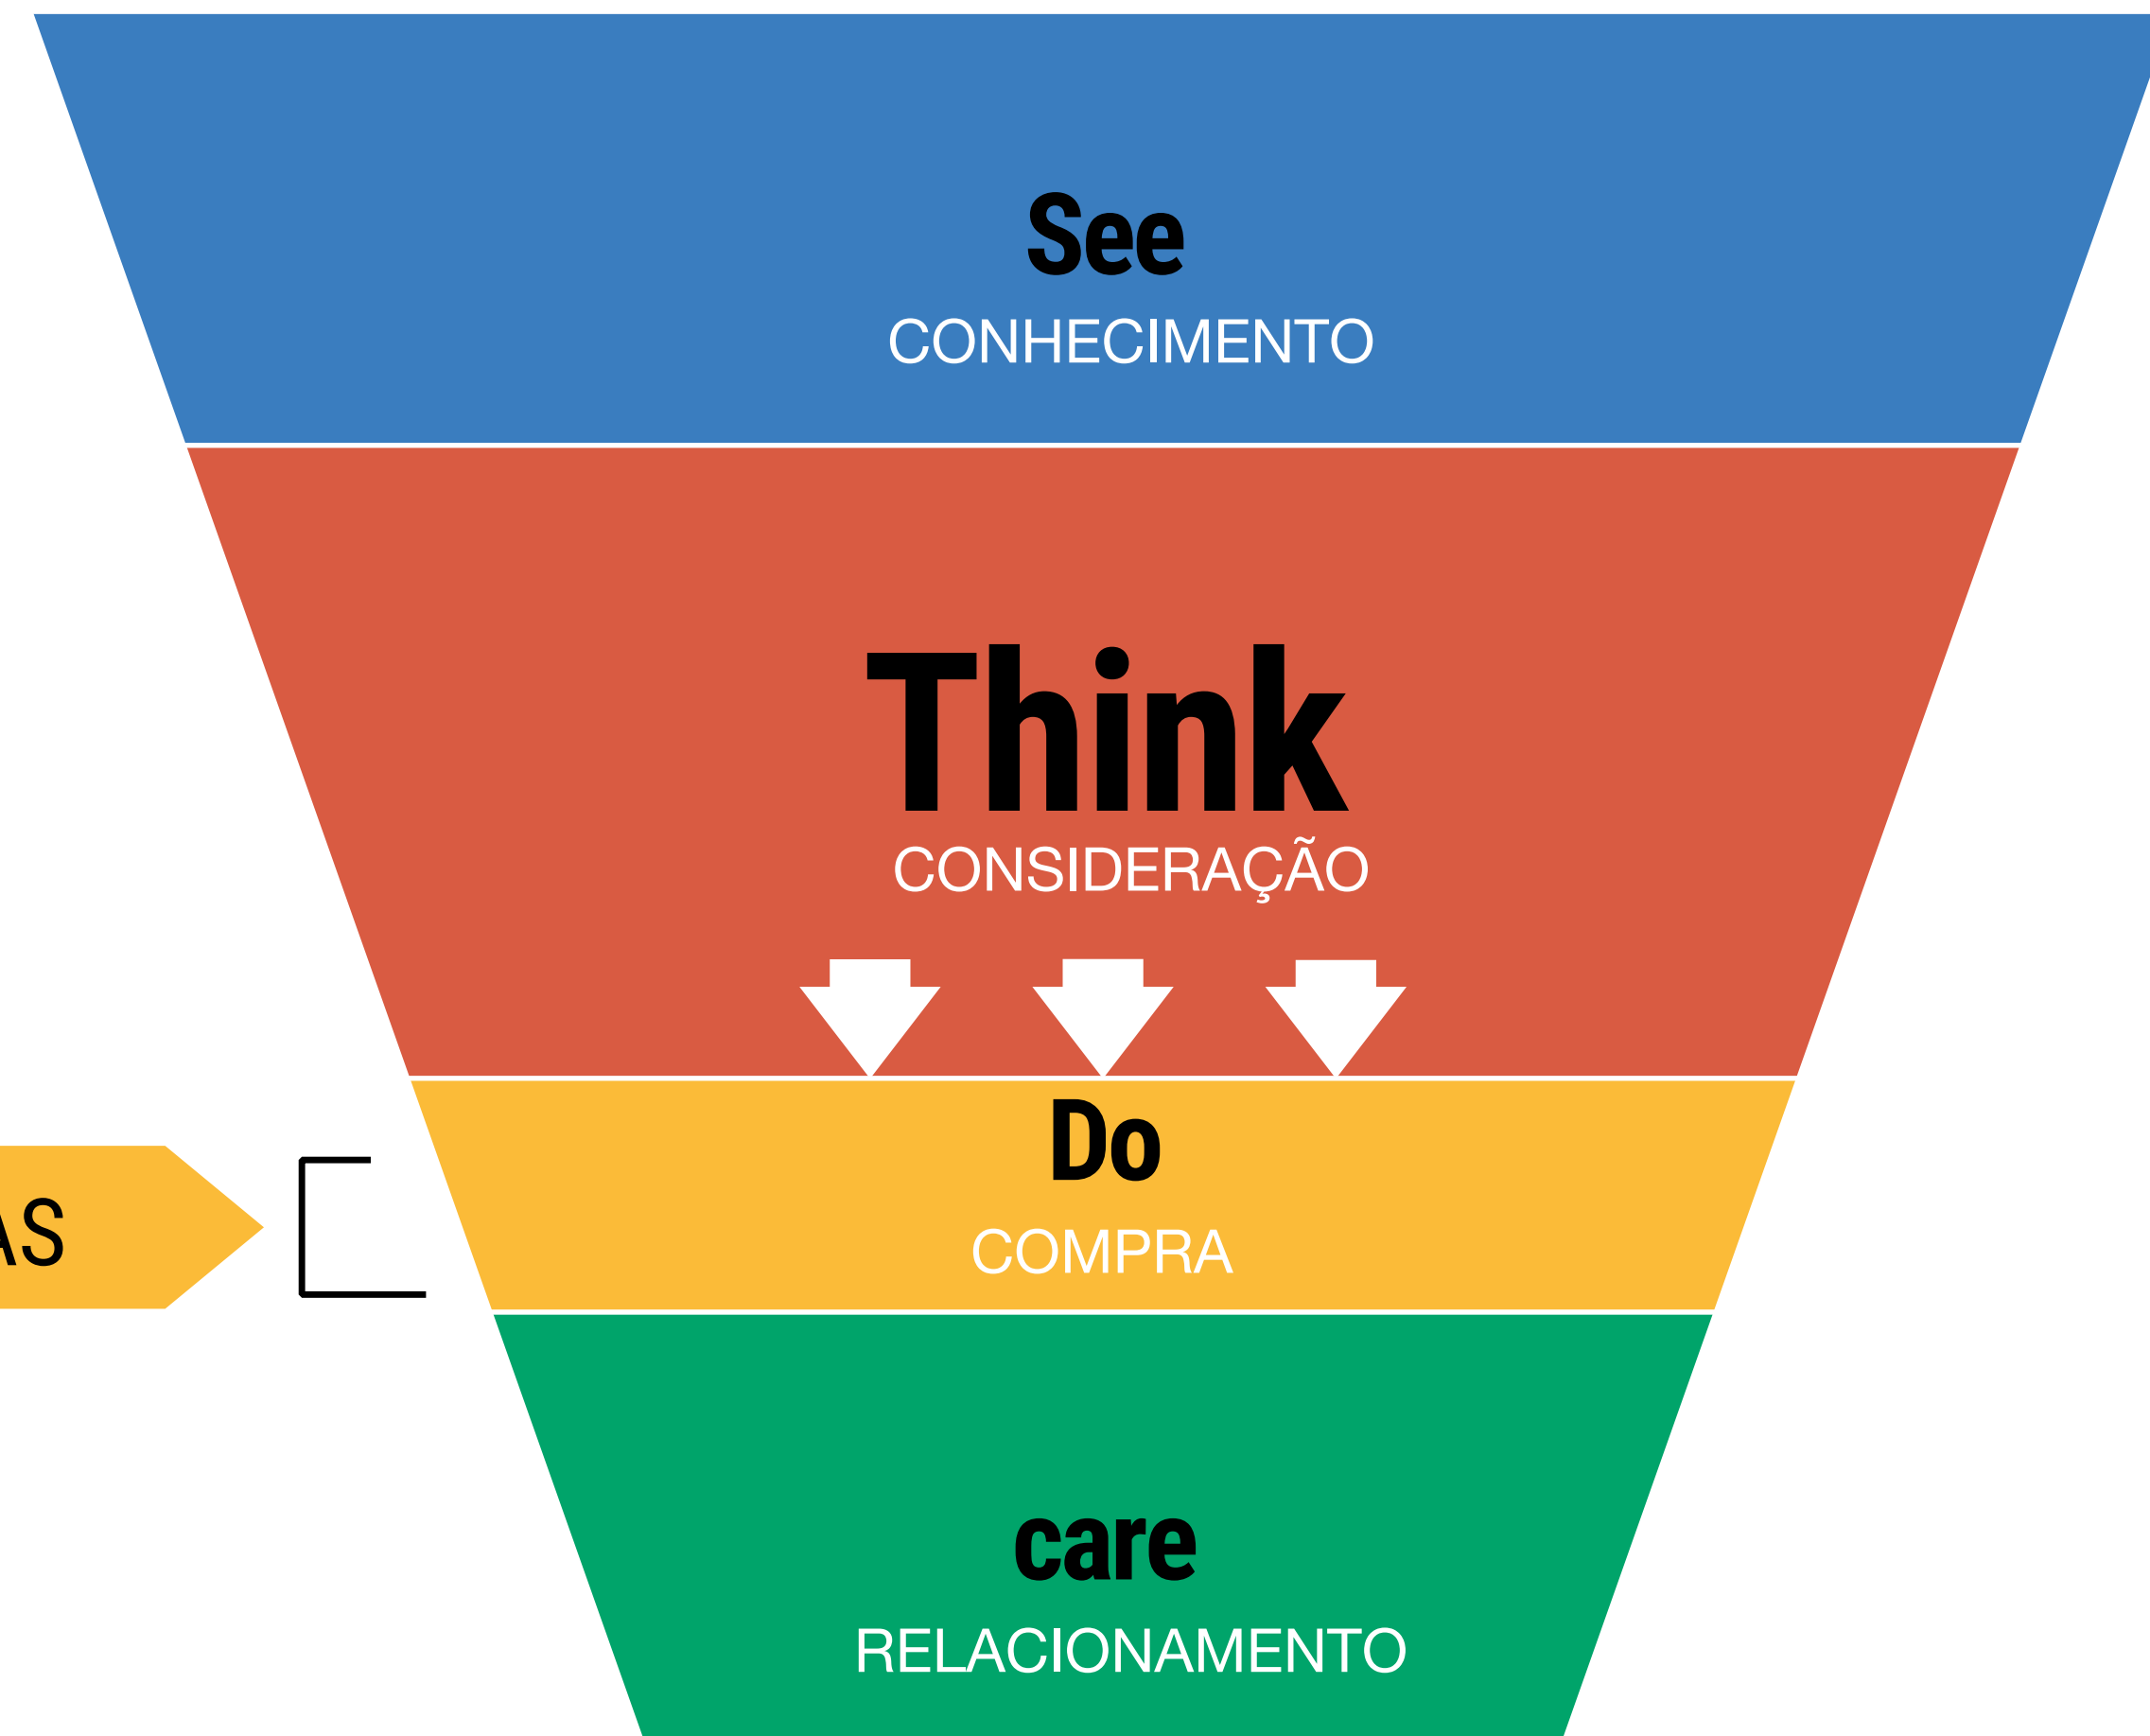 See
CONHECIMENTO
Think
CONSIDERAÇÃO
Do
COMPRA
care
RELACIONAMENTO